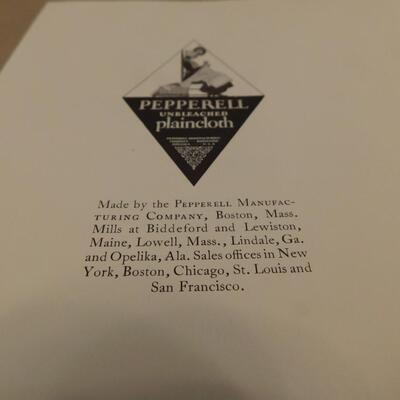 PEPPERELL
UNBLEACHED
plaincloth
Made by the PEPPERELL MANUFAC-
TURING COMPANY, Boston, Mass.
Mills at Biddeford and Lewiston,
Maine, Lowell, Mass., Lindale, Ga.
and Opelika, Ala. Sales offices in New
York, Boston, Chicago, St. Louis and
San Francisco.